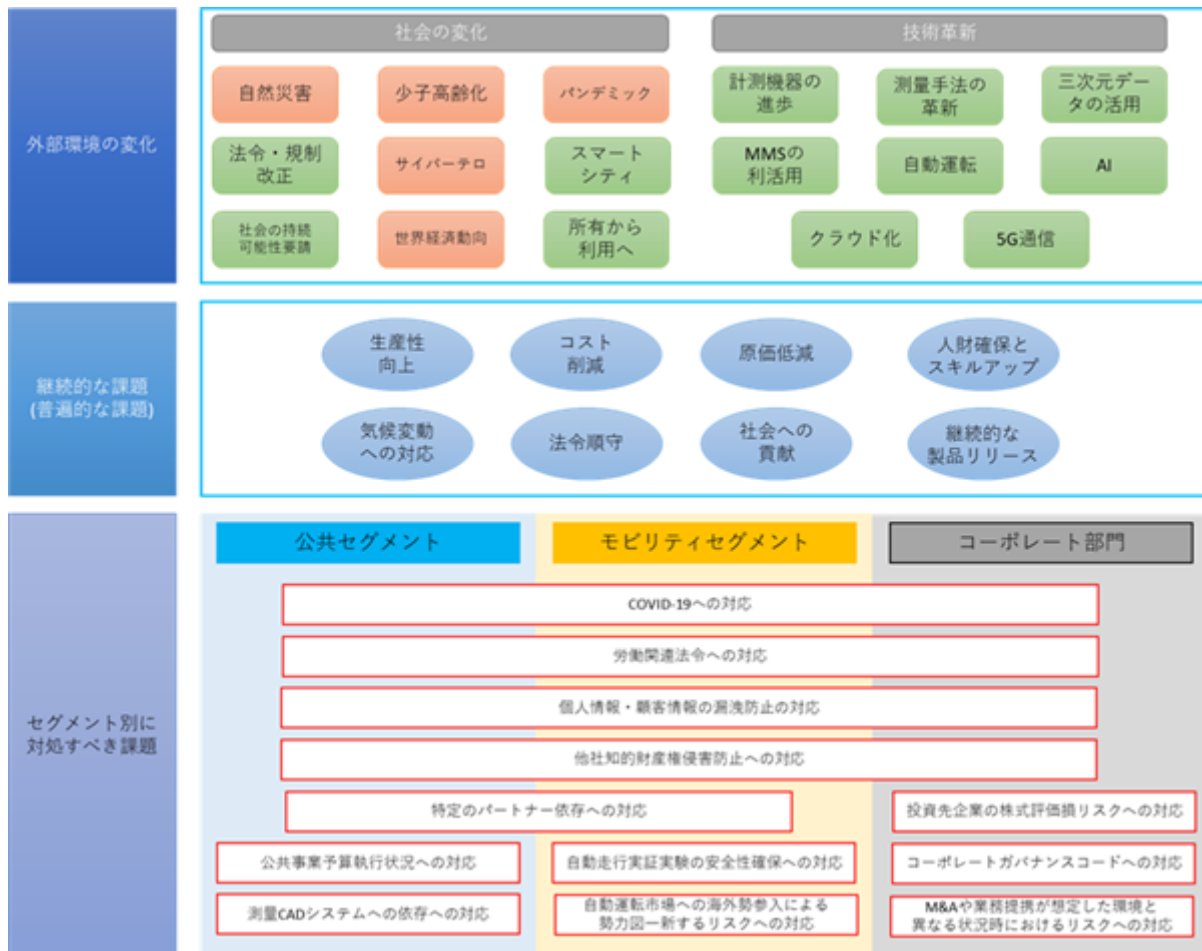 社会の変化
技術革新
外部環境の変化
自然災害
少子高齢化
パンデミック
計測機器の
進歩
測量手法の
革新
三次元デー
タの活用
法令・規制
改正
サイバーテロ
スマート
シティ
MMSの
利活用
自動運転
AI
社会の持続
可能性要請
世界経済動向
所有から
利用へ
クラウド化
5G通信
継続的な課題
(普遍的な課題)
生産性
向上
コスト
削減
原価低減
人財確保と
スキルアップ
気候変動
への対応
法令順守
社会への
貢献
継続的な
製品リリース
セグメント別に
対処すべき課題
公共セグメント
モビリティセグメント
コーポレート部門
COVID-19への対応
労働関連法令への対応
個人情報・顧客情報の漏洩防止の対応
他社知的財産権侵害防止への対応
特定のパートナー依存への対応
投資先企業の株式評価損リスクへの対応
公共事業予算執行状況への対応
自動走行実証実験の安全性確保への対応
コーポレートガバナンスコードへの対応
測量CADシステムへの依存への対応
自動運転市場への海外勢参入による
勢力図一新するリスクへの対応
M&Aや業務提携が想定した環境と
異なる状況時におけるリスクへの対応